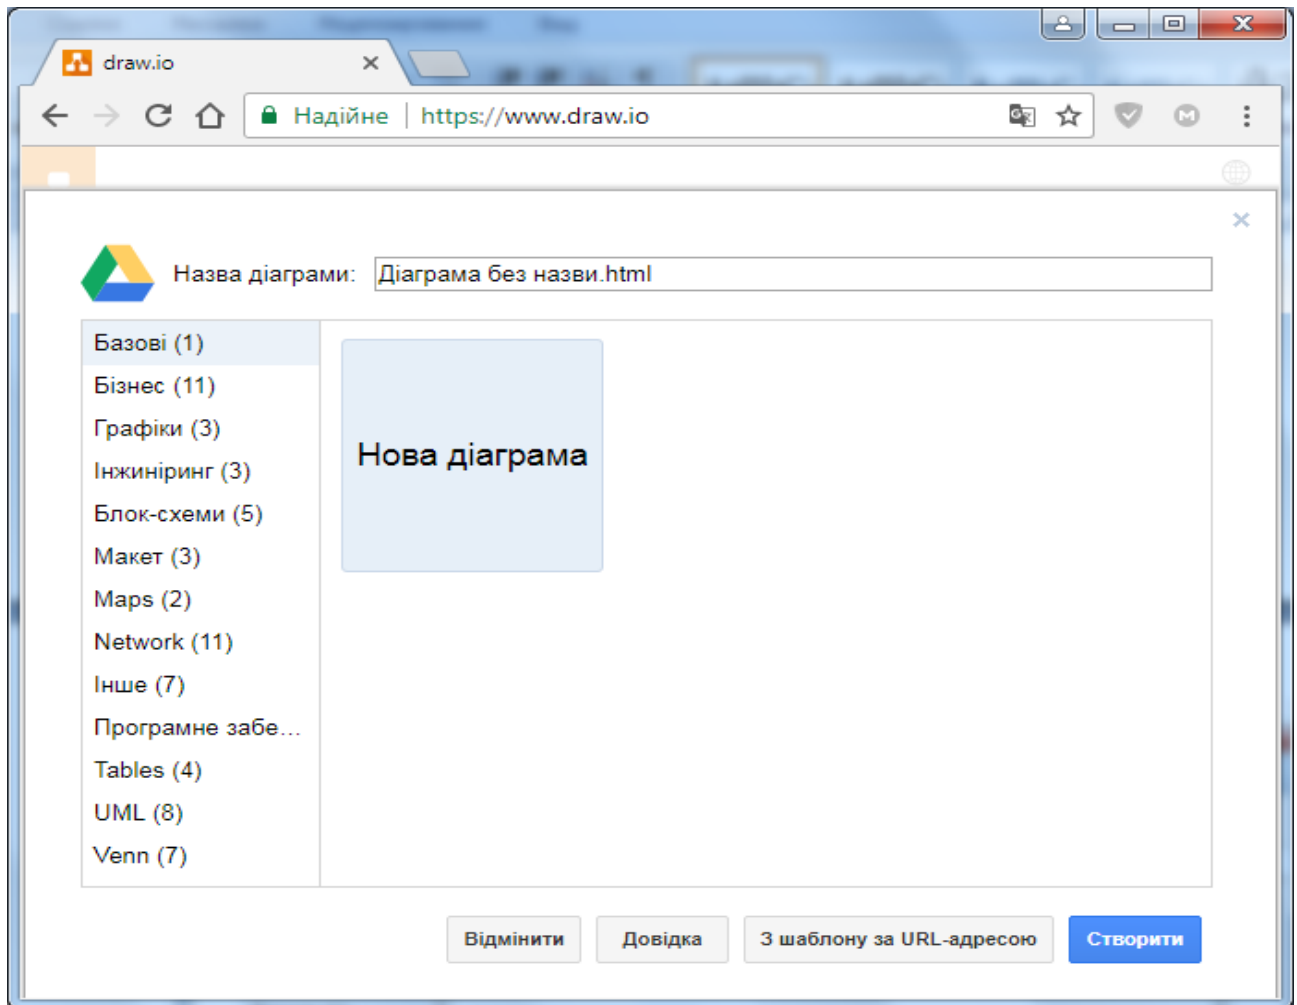 draw.io
Надійне https://www.draw.io
Назва діаграми: Діаграма без назви.html
Базові (1)
Бізнес (11)
Графіки (3)
Інжиніринг (3)
Блок-схеми (5)
Макет (3)
Maps (2)
Network (11)
Інше (7)
Програмне забе...
Tables (4)
UML (8)
Venn (7)
Нова діаграма
Відмінити Довідка З шаблону за URL-адресою Створити